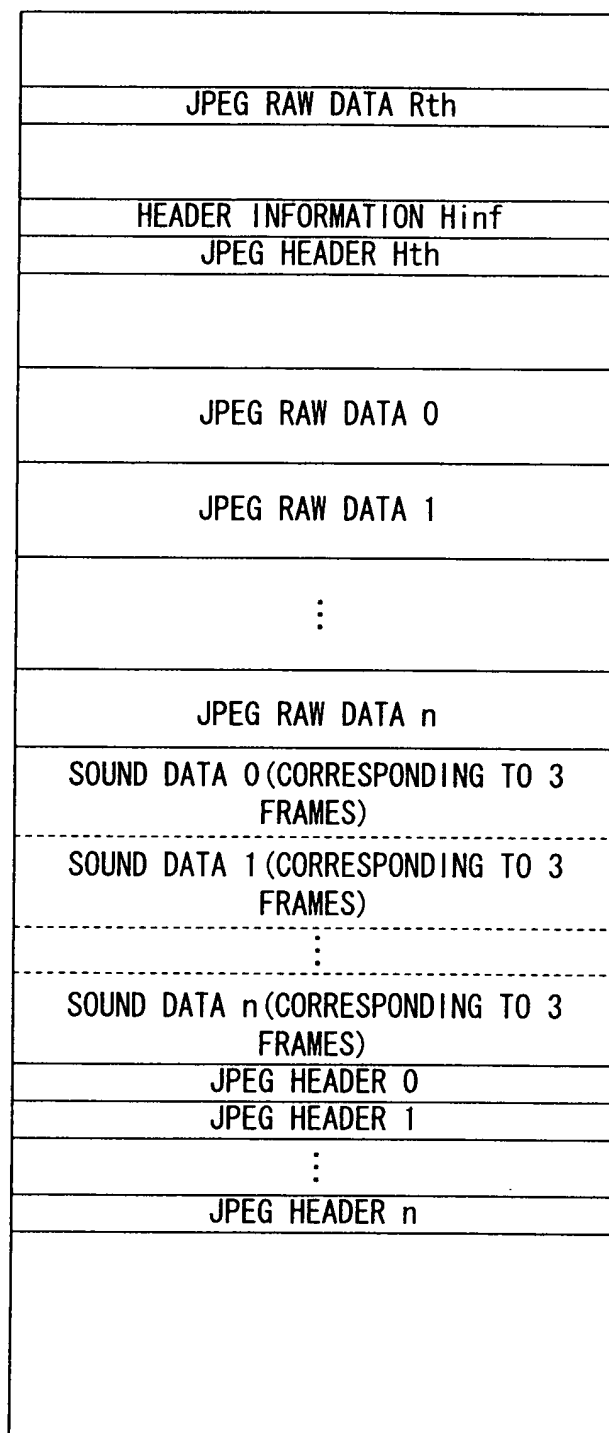 JPEG RAW DATA Rth
HEADER INFORMATION Hinf
JPEG HEADER Hth
JPEG RAW DATA 0
JPEG RAW DATA 1
⋮
JPEG RAW DATA n
SOUND DATA 0(CORRESPONDING TO 3
FRAMES)
SOUND DATA 1(CORRESPONDING TO 3
FRAMES)
⋮
SOUND DATA n(CORRESPONDING TO 3
FRAMES)
JPEG HEADER 0
JPEG HEADER 1
⋮
JPEG HEADER n